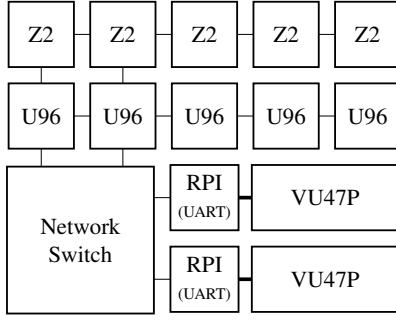 Z2 Z2 Z2 Z2 Z2
U96 U96 U96 U96 U96
Network
Switch
RPI
(UART)
VU47P
RPI
(UART)
VU47P